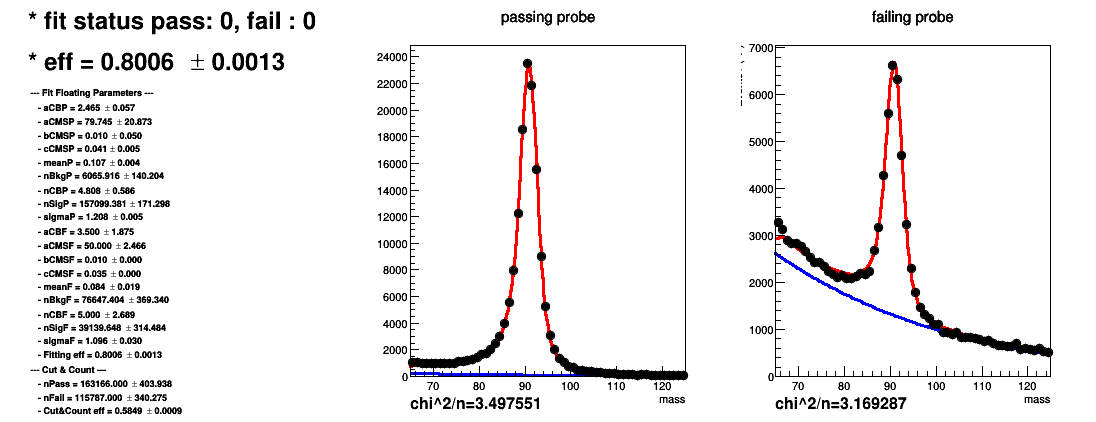 * fit status pass: 0, fail : 0
* eff = 0.8006 ± 0.0013
--- Fit Floating Parameters ---
- aCBP = 2.465 ± 0.057
- aCMSP = 79.745 ± 20.873
- bCMSP = 0.010 ± 0.050
- cCMSP = 0.041 ± 0.005
- meanP = 0.107 ± 0.004
- nBkgP = 6065.916 ± 140.204
- nCBP = 4.808 ± 0.586
- nSigP = 157099.381 ± 171.298
- sigmaP = 1.208 ± 0.005
- aCBF = 3.500 ± 1.875
- aCMSF = 50.000 ± 2.466
- bCMSF = 0.010 ± 0.000
- cCMSF = 0.035 ± 0.000
- meanF = 0.084 ± 0.019
- nBkgF = 76647.404 ± 369.340
- nCBF = 5.000 ± 2.689
- nSigF = 39139.648 ± 314.484
- sigmaF = 1.096 ± 0.030
- Fitting eff = 0.8006 ± 0.0013
--- Cut & Count ---
- nPass = 163166.000 ± 403.938
- nFail = 115787.000 ± 340.275
- Cut&Count eff = 0.5849 ± 0.0009
passing probe
24000
22000
20000
18000
16000
14000
12000
10000
8000
6000
4000
2000
0
70 80 90 100 110 120
mass
chi^2/n=3.497551
failing probe
7000
6000
5000
4000
3000
2000
1000
0
70 80 90 100 110 120
mass
chi^2/n=3.169287